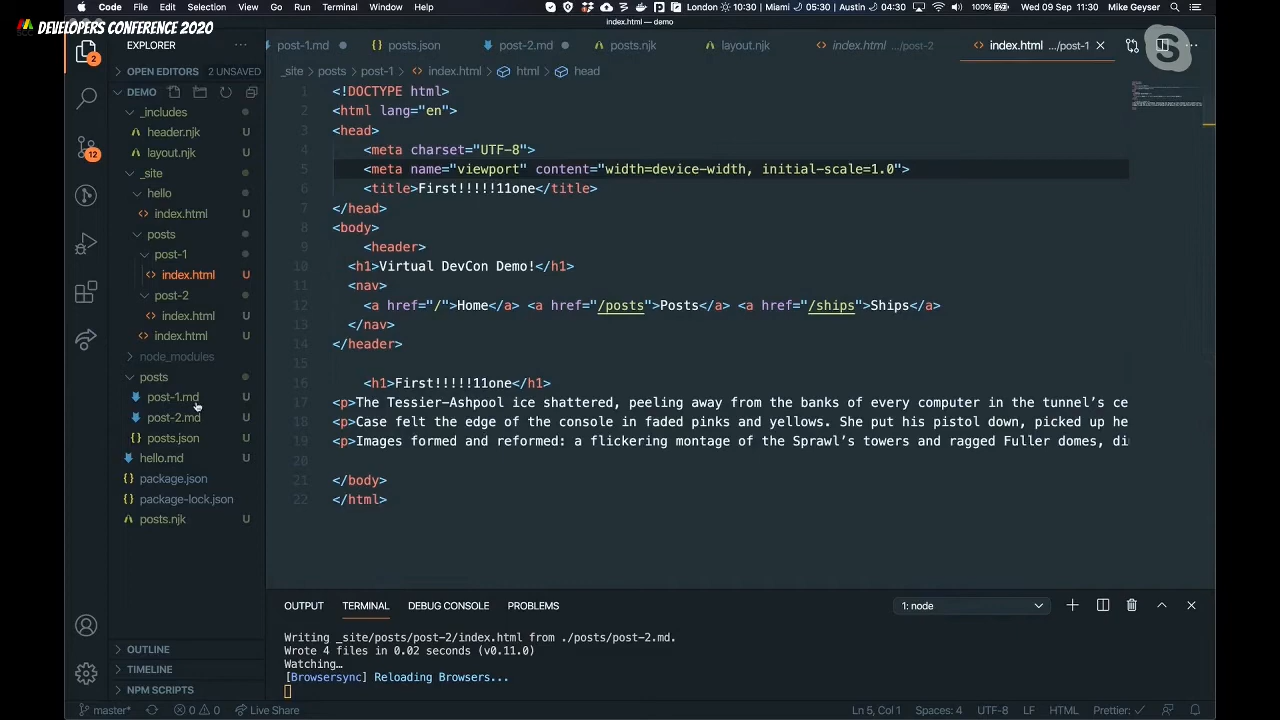 Code File Edit Selection View Go Run Terminal Window Help
London 10:30 | Miami 05:30 | Austin 04:30 100% Wed 09 Sep 11:30 Mike Geyser
index.html — demo
DEVELOPERS CONFERENCE 2020
EXPLORER
post-1.md posts.json post-2.md posts.njk layout.njk index.html .../post-2 index.html .../post-1
OPEN EDITORS 2 UNSAVED
_site > posts > post-1 > index.html > html > head
DEMO
_includes
header.njk U
layout.njk U
_site
hello
index.html U
posts
post-1
index.html U
post-2
index.html U
index.html U
node_modules
posts
post-1.md U
post-2.md U
posts.json U
hello.md U
package.json U
package-lock.json U
posts.njk U
OUTLINE
TIMELINE
NPM SCRIPTS
2
12
1 <!DOCTYPE html>
2 <html lang="en">
3 <head>
4 <meta charset="UTF-8">
5 <meta name="viewport" content="width=device-width, initial-scale=1.0">
6 <title>First!!!!!11one</title>
7 </head>
8 <body>
9 <header>
10 <h1>Virtual DevCon Demo!</h1>
11 <nav>
12 <a href="/">Home</a> <a href="/posts">Posts</a> <a href="/ships">Ships</a>
13 </nav>
14 </header>
15
16 <h1>First!!!!!11one</h1>
17 <p>The Tessier-Ashpool ice shattered, peeling away from the banks of every computer in the tunnel’s ce
18 <p>Case felt the edge of the console in faded pinks and yellows. She put his pistol down, picked up he
19 <p>Images formed and reformed: a flickering montage of the Sprawl’s towers and ragged Fuller domes, di
20
21 </body>
22 </html>
OUTPUT TERMINAL DEBUG CONSOLE PROBLEMS 1: node
Writing _site/posts/post-2/index.html from ./posts/post-2.md.
Wrote 4 files in 0.02 seconds (v0.11.0)
Watching…
[Browsersync] Reloading Browsers...
master* 0 0 Live Share Ln 5, Col 1 Spaces: 4 UTF-8 LF HTML Prettier: ✓